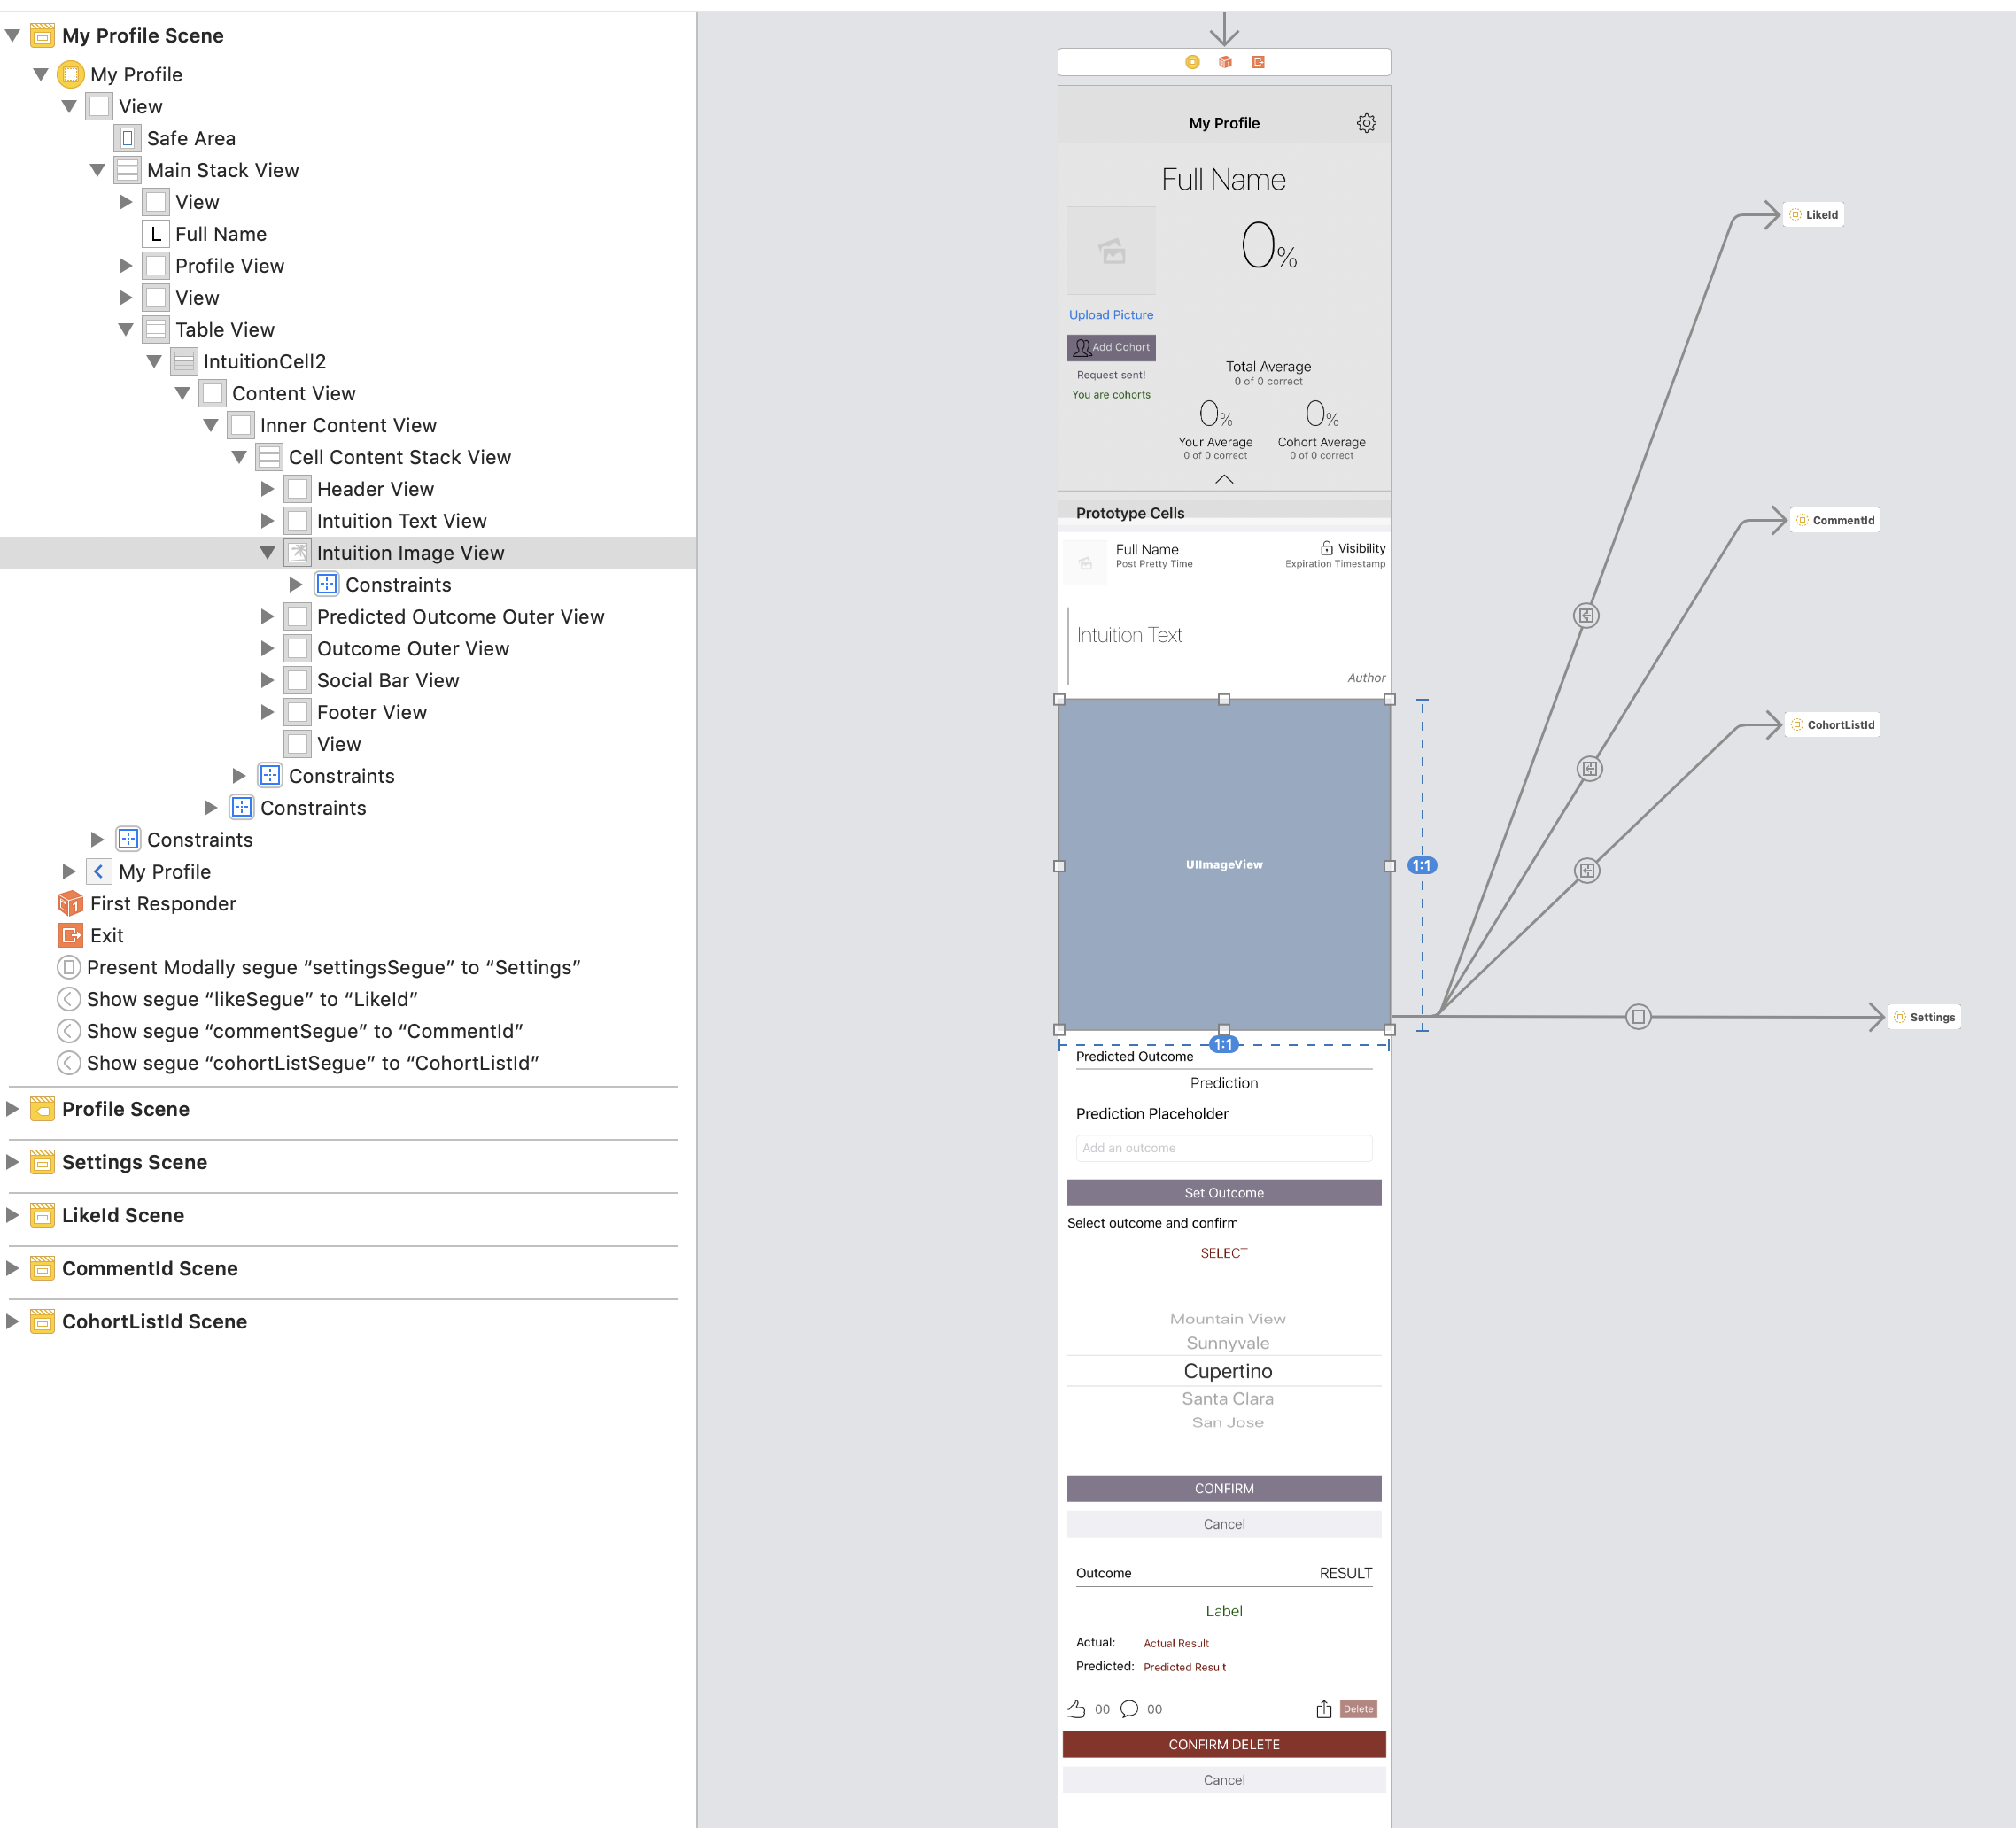 My Profile Scene
My Profile
View
Safe Area
Main Stack View
View
L Full Name
Profile View
View
Table View
IntuitionCell2
Content View
Inner Content View
Cell Content Stack View
Header View
Intuition Text View
Intuition Image View
Constraints
Predicted Outcome Outer View
Outcome Outer View
Social Bar View
Footer View
View
Constraints
Constraints
Constraints
My Profile
First Responder
Exit
Present Modally segue “settingsSegue” to “Settings”
Show segue “likeSegue” to “LikeId”
Show segue “commentSegue” to “CommentId”
Show segue “cohortListSegue” to “CohortListId”
Profile Scene
Settings Scene
LikeId Scene
CommentId Scene
CohortListId Scene
My Profile
Full Name
0%
Upload Picture
Add Cohort
Request sent!
You are cohorts
Total Average
0 of 0 correct
0% 0%
Your Average Cohort Average
0 of 0 correct 0 of 0 correct
Prototype Cells
Full Name Visibility
Post Pretty Time Expiration Timestamp
Intuition Text
Author
UIImageView
1:1
1:1
Predicted Outcome
Prediction
Prediction Placeholder
Add an outcome
Set Outcome
Select outcome and confirm
SELECT
Mountain View
Sunnyvale
Cupertino
Santa Clara
San Jose
CONFIRM
Cancel
Outcome RESULT
Label
Actual: Actual Result
Predicted: Predicted Result
00 00 Delete
CONFIRM DELETE
Cancel
LikeId
CommentId
CohortListId
Settings